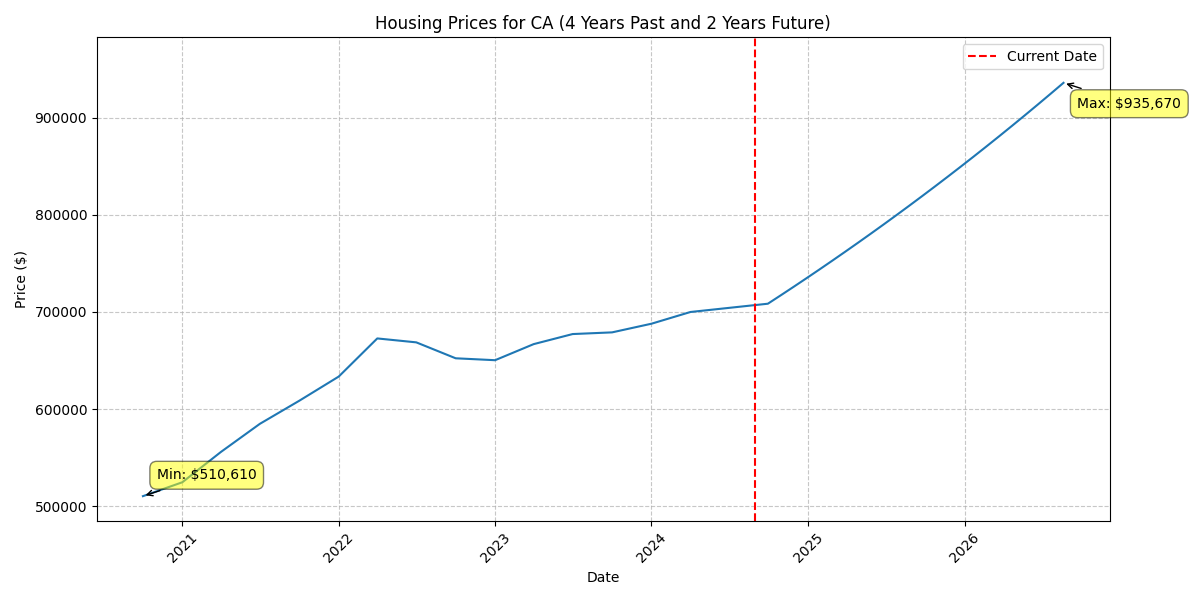 Housing Prices for CA (4 Years Past and 2 Years Future)
Current Date
Max: $935,670
Min: $510,610
Price ($)
900000
800000
700000
600000
500000
2021
2022
2023
2024
2025
2026
Date